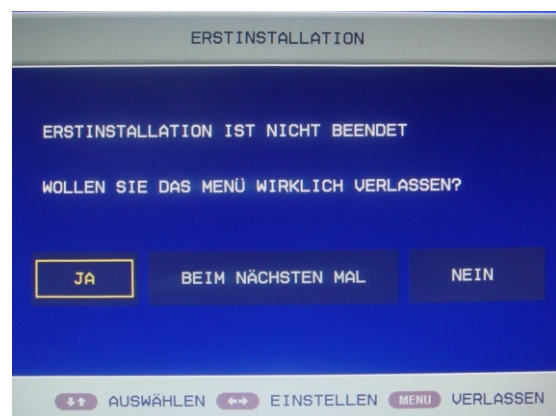 ERSTINSTALLATION
ERSTINSTALLATION IST NICHT BEENDET
WOLLEN SIE DAS MENÜ WIRKLICH VERLASSEN?
JA BEIM NÄCHSTEN MAL NEIN
AUSWÄHLEN EINSTELLEN MENU VERLASSEN